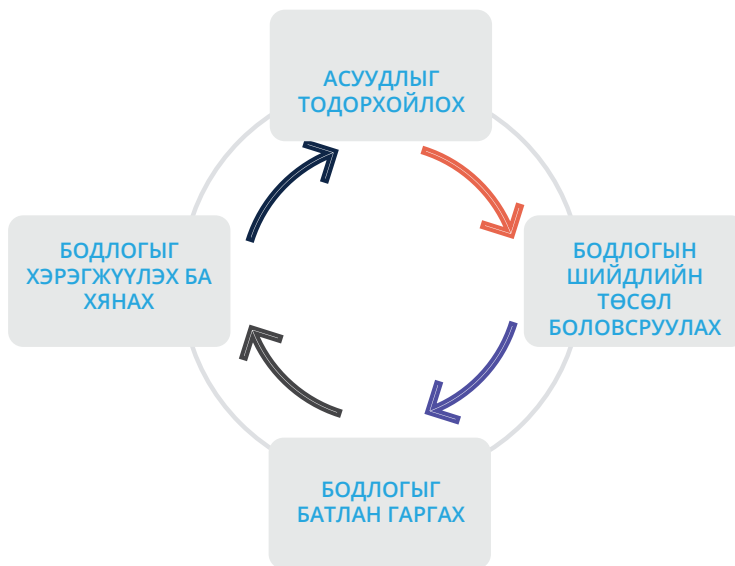 АСУУДЛЫГ
ТОДОРХОЙЛОХ
БОДЛОГЫН
ШИЙДЛИЙН
ТӨСӨЛ
БОЛОВСРУУЛАХ
БОДЛОГЫГ
БАТЛАН ГАРГАХ
БОДЛОГЫГ
ХЭРЭГЖҮҮЛЭХ БА
ХЯНАХ